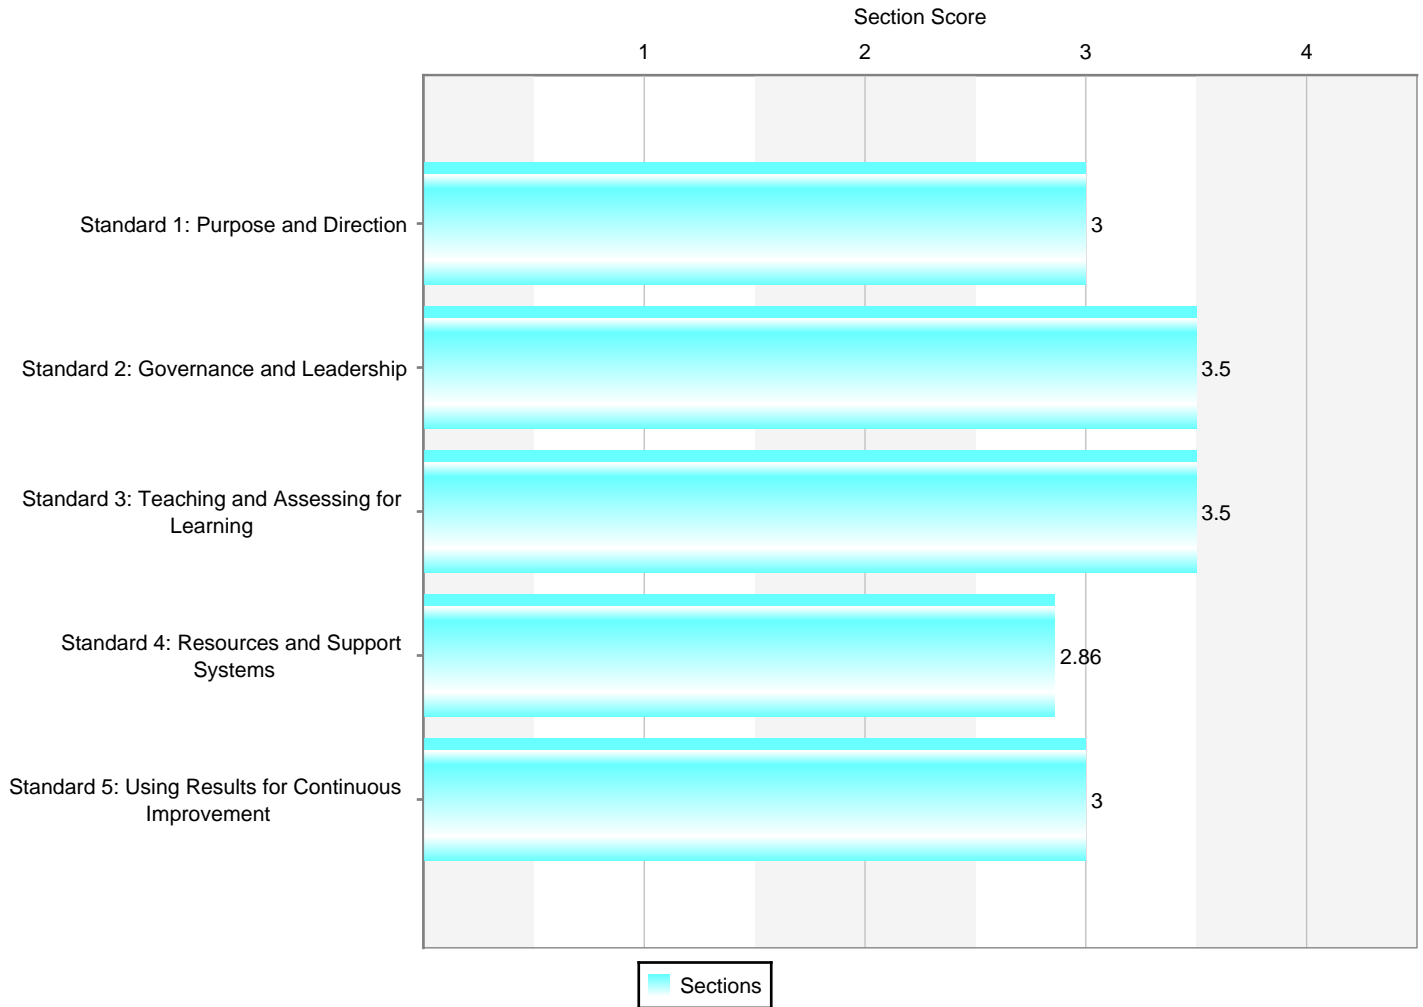 Section Score
1 2 3 4
Standard 1: Purpose and Direction
3
Standard 2: Governance and Leadership
3.5
Standard 3: Teaching and Assessing for
Learning
3.5
Standard 4: Resources and Support
Systems
2.86
Standard 5: Using Results for Continuous
Improvement
3
Sections